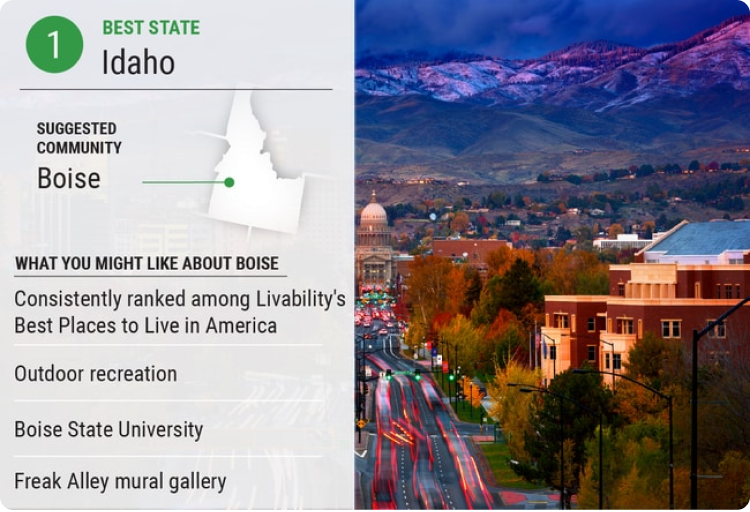 1
BEST STATE
Idaho
SUGGESTED
COMMUNITY
Boise
WHAT YOU MIGHT LIKE ABOUT BOISE
Consistently ranked among Livability's
Best Places to Live in America
Outdoor recreation
Boise State University
Freak Alley mural gallery